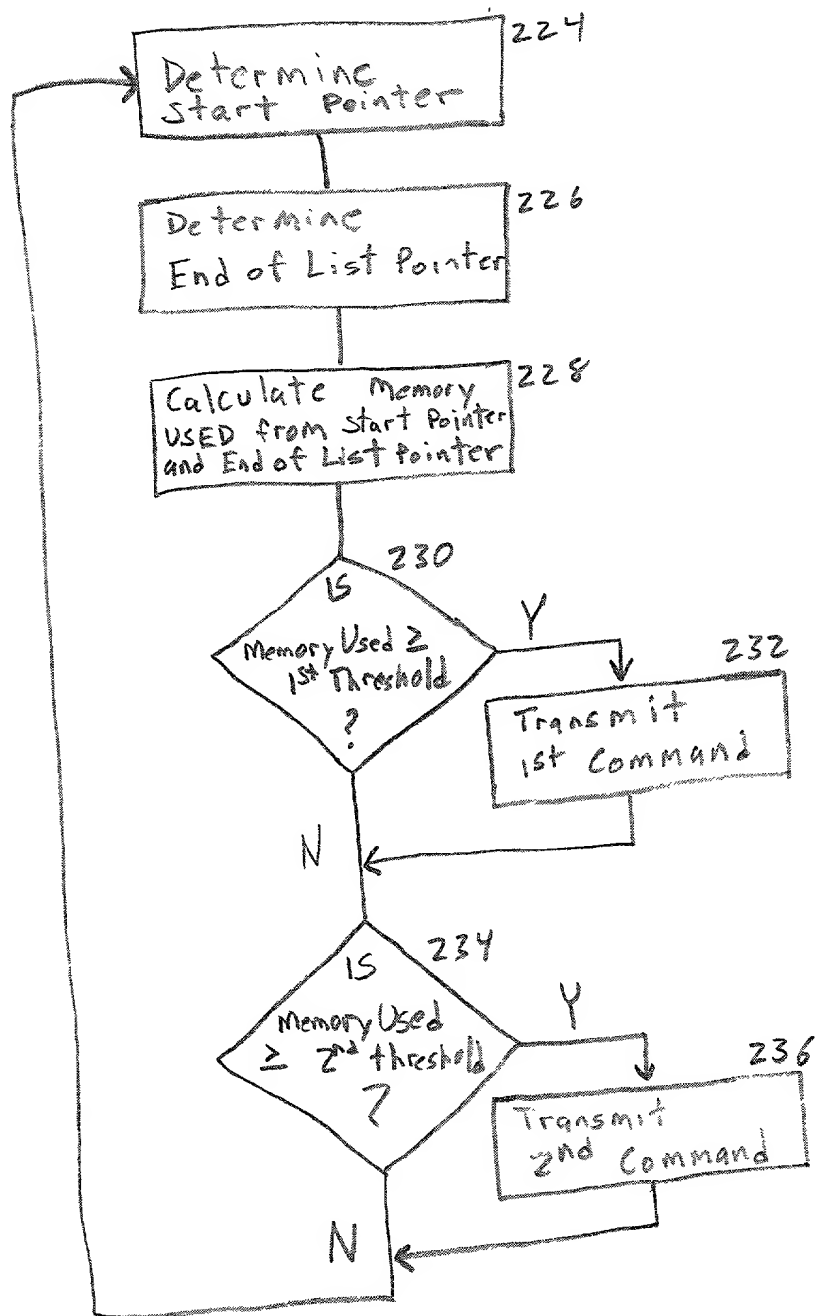 224
Determine
Start Pointer
226
Determine
End of List Pointer
228
Calculate Memory
USED from Start Pointer
and End of List Pointer
230
IS
Memory Used ≥
1st Threshold
?
Y
232
Transmit
1st Command
N
234
IS
Memory Used
≥ 2nd threshold
?
Y
236
Transmit
2nd Command
N